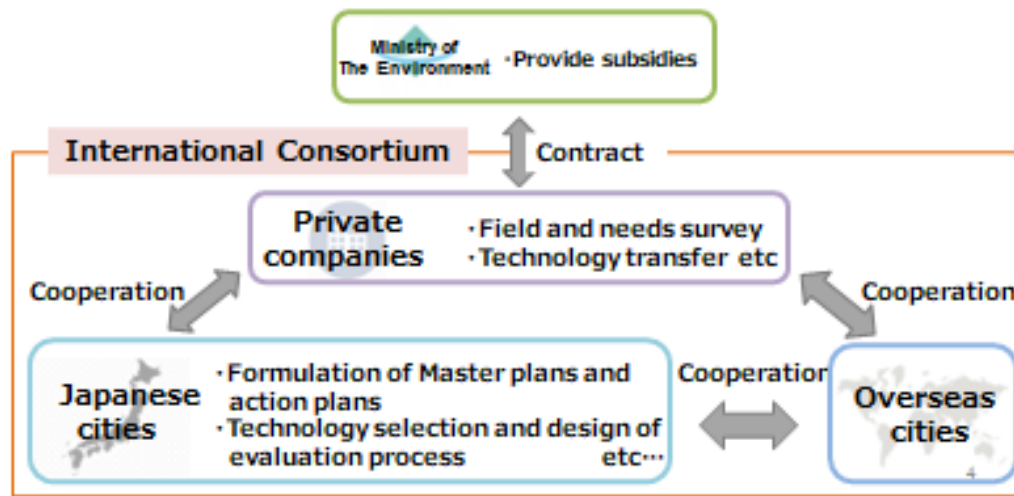 Ministry of
The Environment
・Provide subsidies
International Consortium
Contract
Private
companies
・Field and needs survey
・Technology transfer etc
Cooperation
Cooperation
Japanese
cities
・Formulation of Master plans and
action plans
・Technology selection and design of
evaluation process etc…
Cooperation
Overseas
cities
4